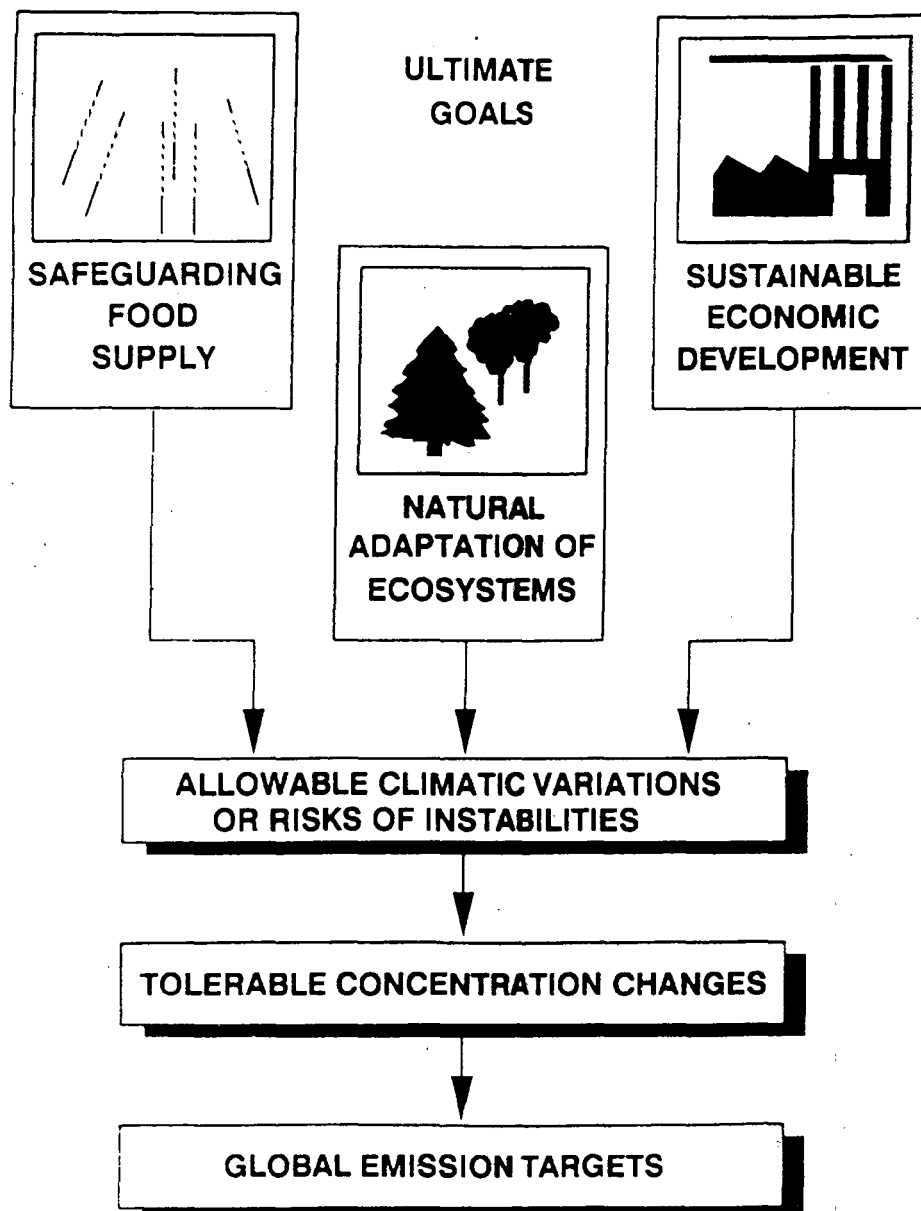 ULTIMATE
GOALS
SAFEGUARDING
FOOD
SUPPLY
NATURAL
ADAPTATION OF
ECOSYSTEMS
SUSTAINABLE
ECONOMIC
DEVELOPMENT
ALLOWABLE CLIMATIC VARIATIONS
OR RISKS OF INSTABILITIES
TOLERABLE CONCENTRATION CHANGES
GLOBAL EMISSION TARGETS